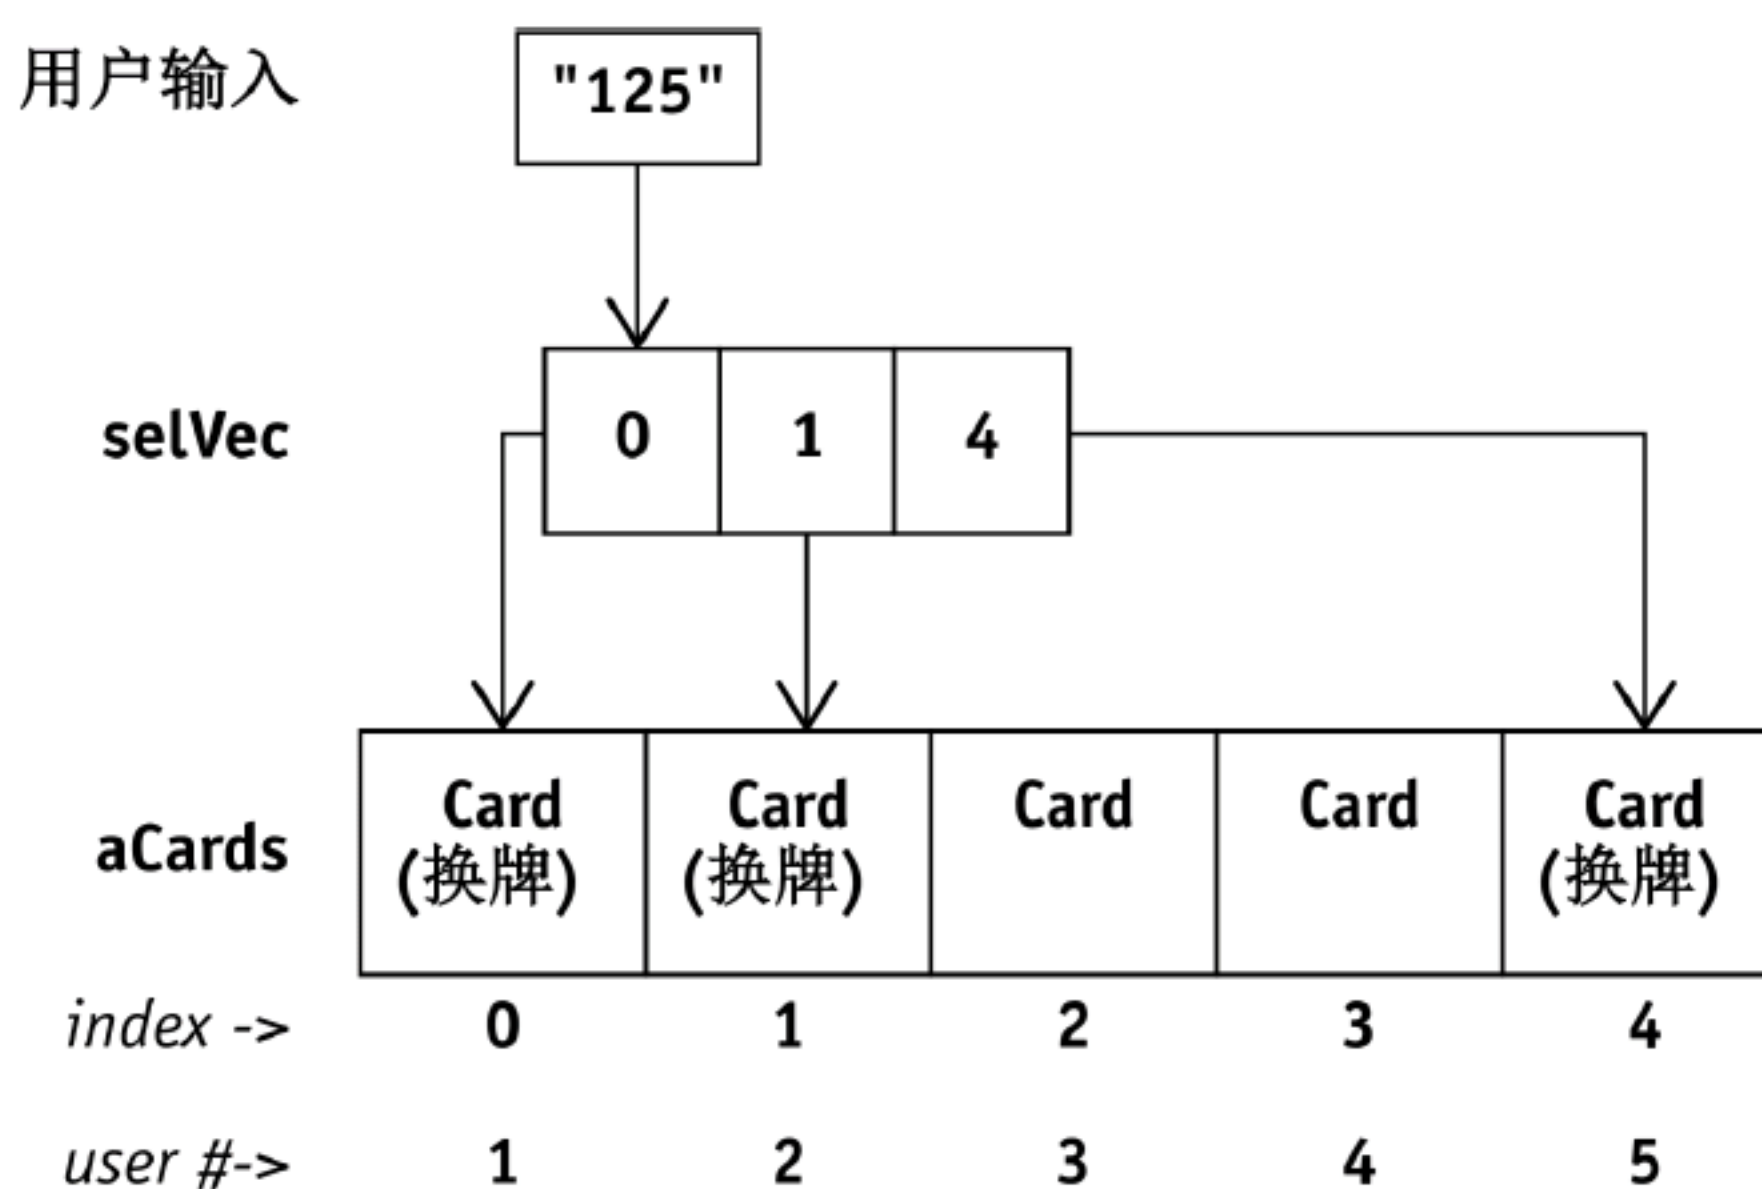 用户输入 "125"
selVec 0 1 4
Card Card Card Card Card
aCards (换牌) (换牌) (换牌)
index -> 0 1 2 3 4
user #-> 1 2 3 4 5